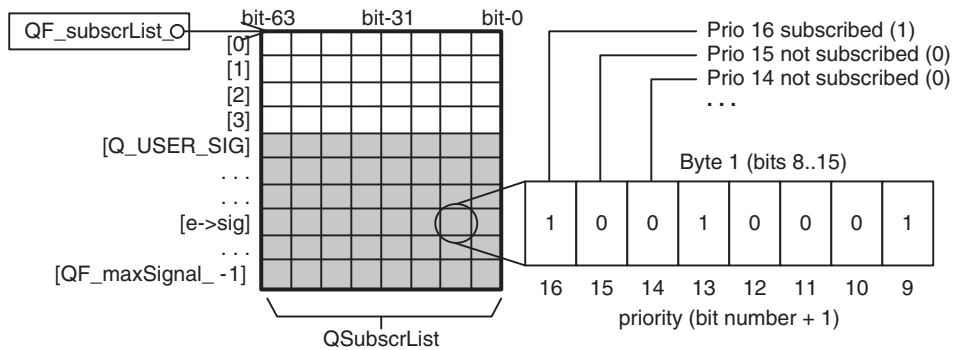 bit-63 bit-31 bit-0
QF_subscrList_
[0]
[1]
[2]
[3]
[Q_USER_SIG]
. . .
. . .
[e->sig]
. . .
[QF_maxSignal_ -1]
QSubscrList
Prio 16 subscribed (1)
Prio 15 not subscribed (0)
Prio 14 not subscribed (0)
. . .
Byte 1 (bits 8..15)
1 0 0 1 0 0 0 1
16 15 14 13 12 11 10 9
priority (bit number + 1)